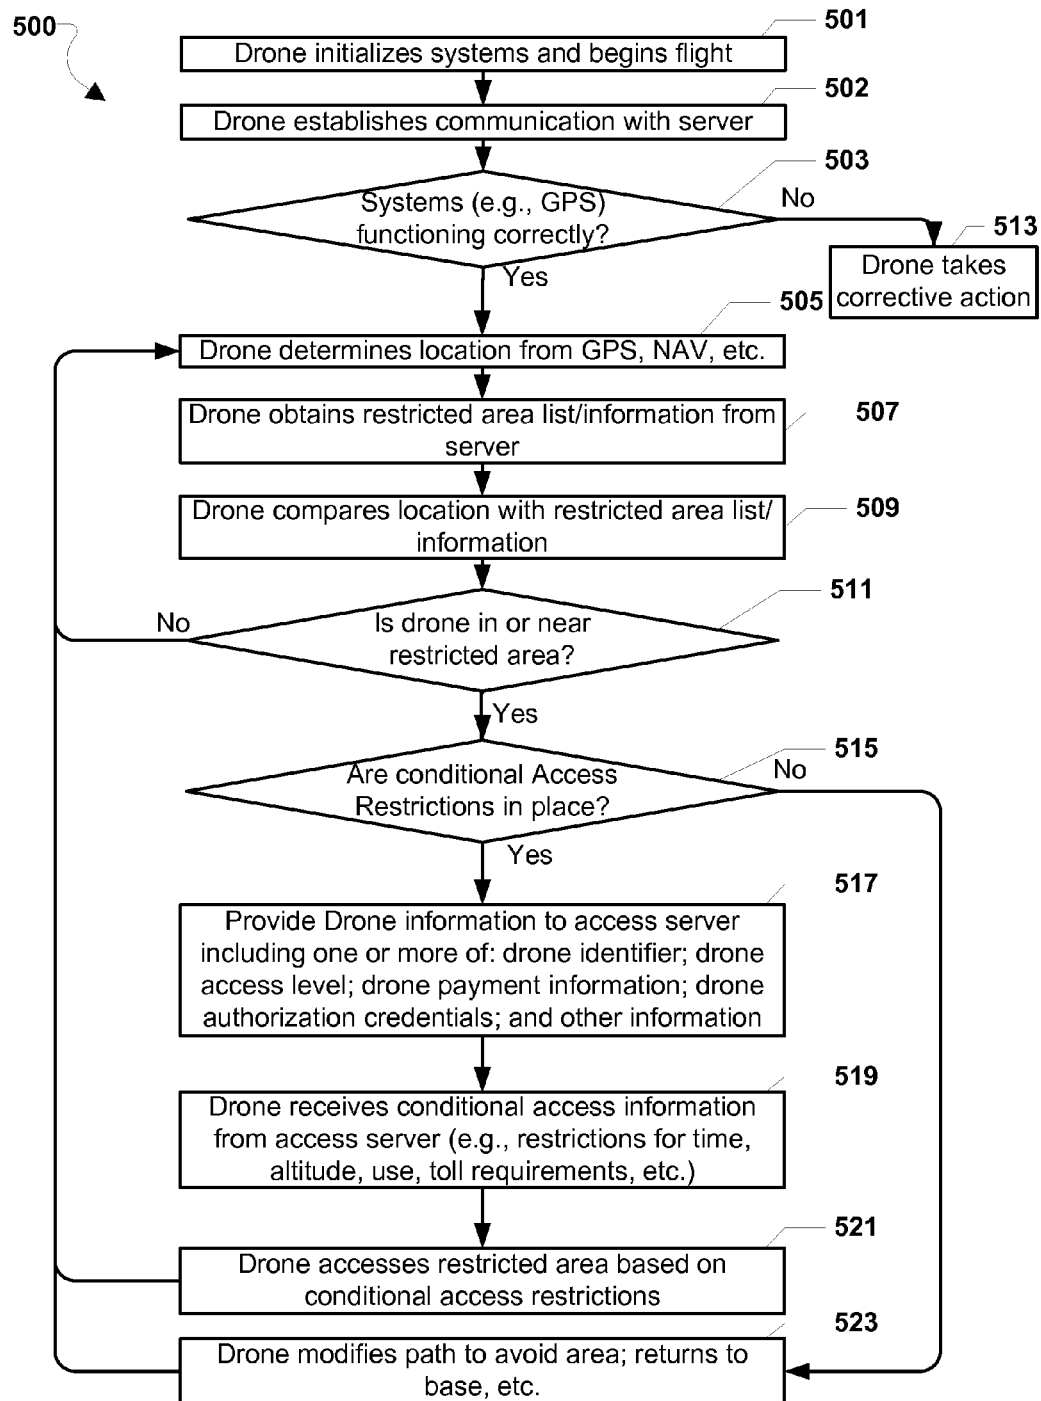 500
501
Drone initializes systems and begins flight
502
Drone establishes communication with server
503
Systems (e.g., GPS)
functioning correctly?
No
Yes
513
Drone takes
corrective action
505
Drone determines location from GPS, NAV, etc.
507
Drone obtains restricted area list/information from
server
509
Drone compares location with restricted area list/
information
511
Is drone in or near
restricted area?
No
Yes
515
Are conditional Access
Restrictions in place?
No
Yes
517
Provide Drone information to access server
including one or more of: drone identifier; drone
access level; drone payment information; drone
authorization credentials; and other information
519
Drone receives conditional access information
from access server (e.g., restrictions for time,
altitude, use, toll requirements, etc.)
521
Drone accesses restricted area based on
conditional access restrictions
523
Drone modifies path to avoid area; returns to
base, etc.